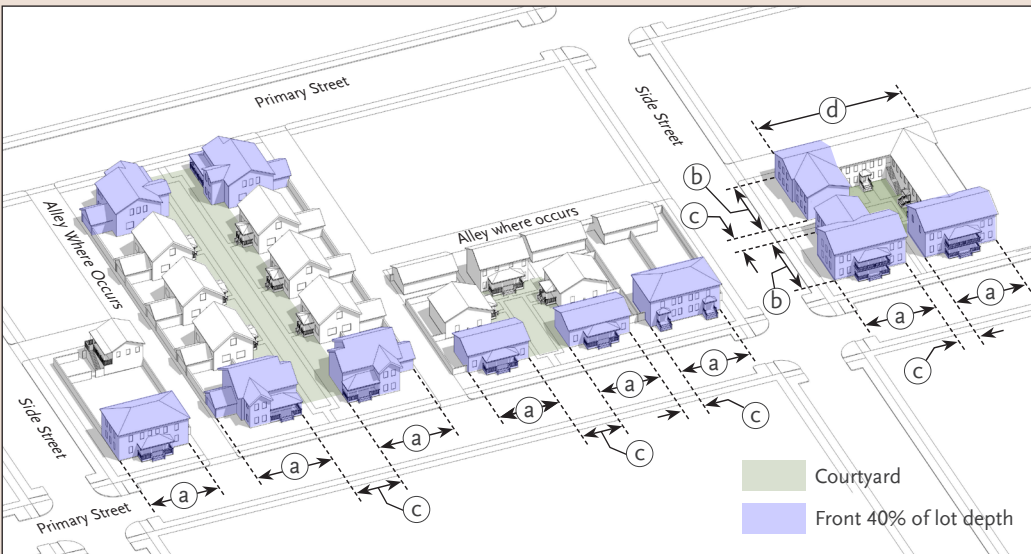 Primary Street
Side Street
d
b
c
b
Alley Where Occurs
Alley where occurs
a
a
c
Side Street
a
a
a
c
a
a
c
a
c
Primary Street
Courtyard
Front 40% of lot depth